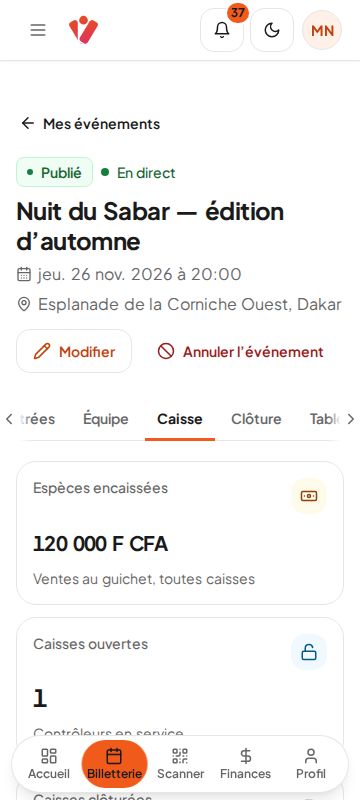 37
MN
Mes événements
Publié
En direct
Nuit du Sabar — édition
d’automne
jeu. 26 nov. 2026 à 20:00
Esplanade de la Corniche Ouest, Dakar
Modifier
Annuler l’événement
Équipe
Caisse
Clôture
Espèces encaissées
120 000 F CFA
Ventes au guichet, toutes caisses
Caisses ouvertes
1
Contrôleurs en service
Accueil
Billetterie
Scanner
Finances
Profil
Caisses clôturées